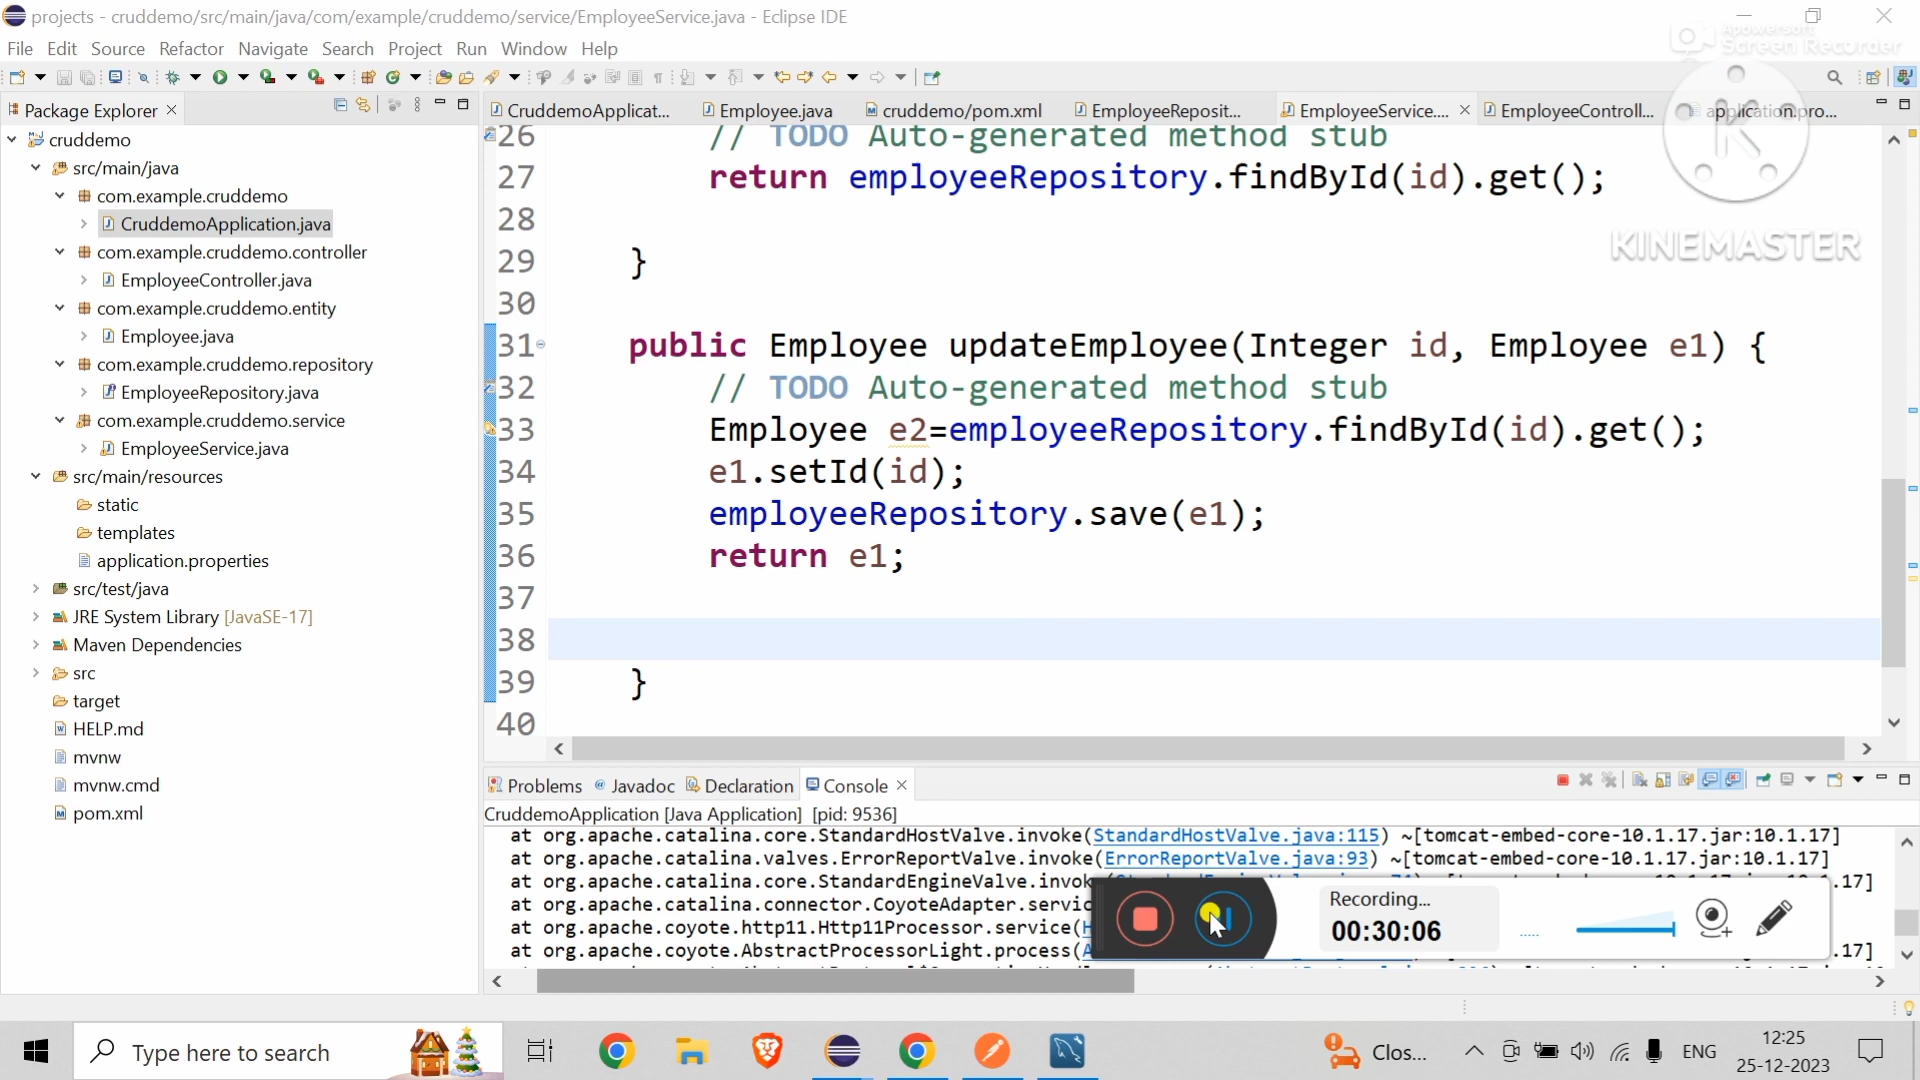 projects - cruddemo/src/main/java/com/example/cruddemo/service/EmployeeService.java - Eclipse IDE
Apowersoft
Screen Recorder
File Edit Source Refactor Navigate Search Project Run Window Help
Package Explorer
CruddemoApplicat... Employee.java cruddemo/pom.xml EmployeeReposit... EmployeeService.... EmployeeControll... application.pro...
cruddemo
src/main/java
com.example.cruddemo
CruddemoApplication.java
com.example.cruddemo.controller
EmployeeController.java
com.example.cruddemo.entity
Employee.java
com.example.cruddemo.repository
EmployeeRepository.java
com.example.cruddemo.service
EmployeeService.java
src/main/resources
static
templates
application.properties
src/test/java
JRE System Library [JavaSE-17]
Maven Dependencies
src
target
HELP.md
mvnw
mvnw.cmd
pom.xml
26 // TODO Auto-generated method stub
27 return employeeRepository.findById(id).get();
28
29 }
30
31 public Employee updateEmployee(Integer id, Employee e1) {
32 // TODO Auto-generated method stub
33 Employee e2=employeeRepository.findById(id).get();
34 e1.setId(id);
35 employeeRepository.save(e1);
36 return e1;
37
38
39 }
40
K
KINEMASTER
Problems Javadoc Declaration Console
CruddemoApplication [Java Application] [pid: 9536]
at org.apache.catalina.core.StandardHostValve.invoke(StandardHostValve.java:115) ~[tomcat-embed-core-10.1.17.jar:10.1.17]
at org.apache.catalina.valves.ErrorReportValve.invoke(ErrorReportValve.java:93) ~[tomcat-embed-core-10.1.17.jar:10.1.17]
at org.apache.catalina.core.StandardEngineValve.invok .17]
at org.apache.catalina.connector.CoyoteAdapter.servic
at org.apache.coyote.http11.Http11Processor.service(H
at org.apache.coyote.AbstractProcessorLight.process(A .17]
Recording...
00:30:06
Type here to search
Clos...
ENG
12:25
25-12-2023